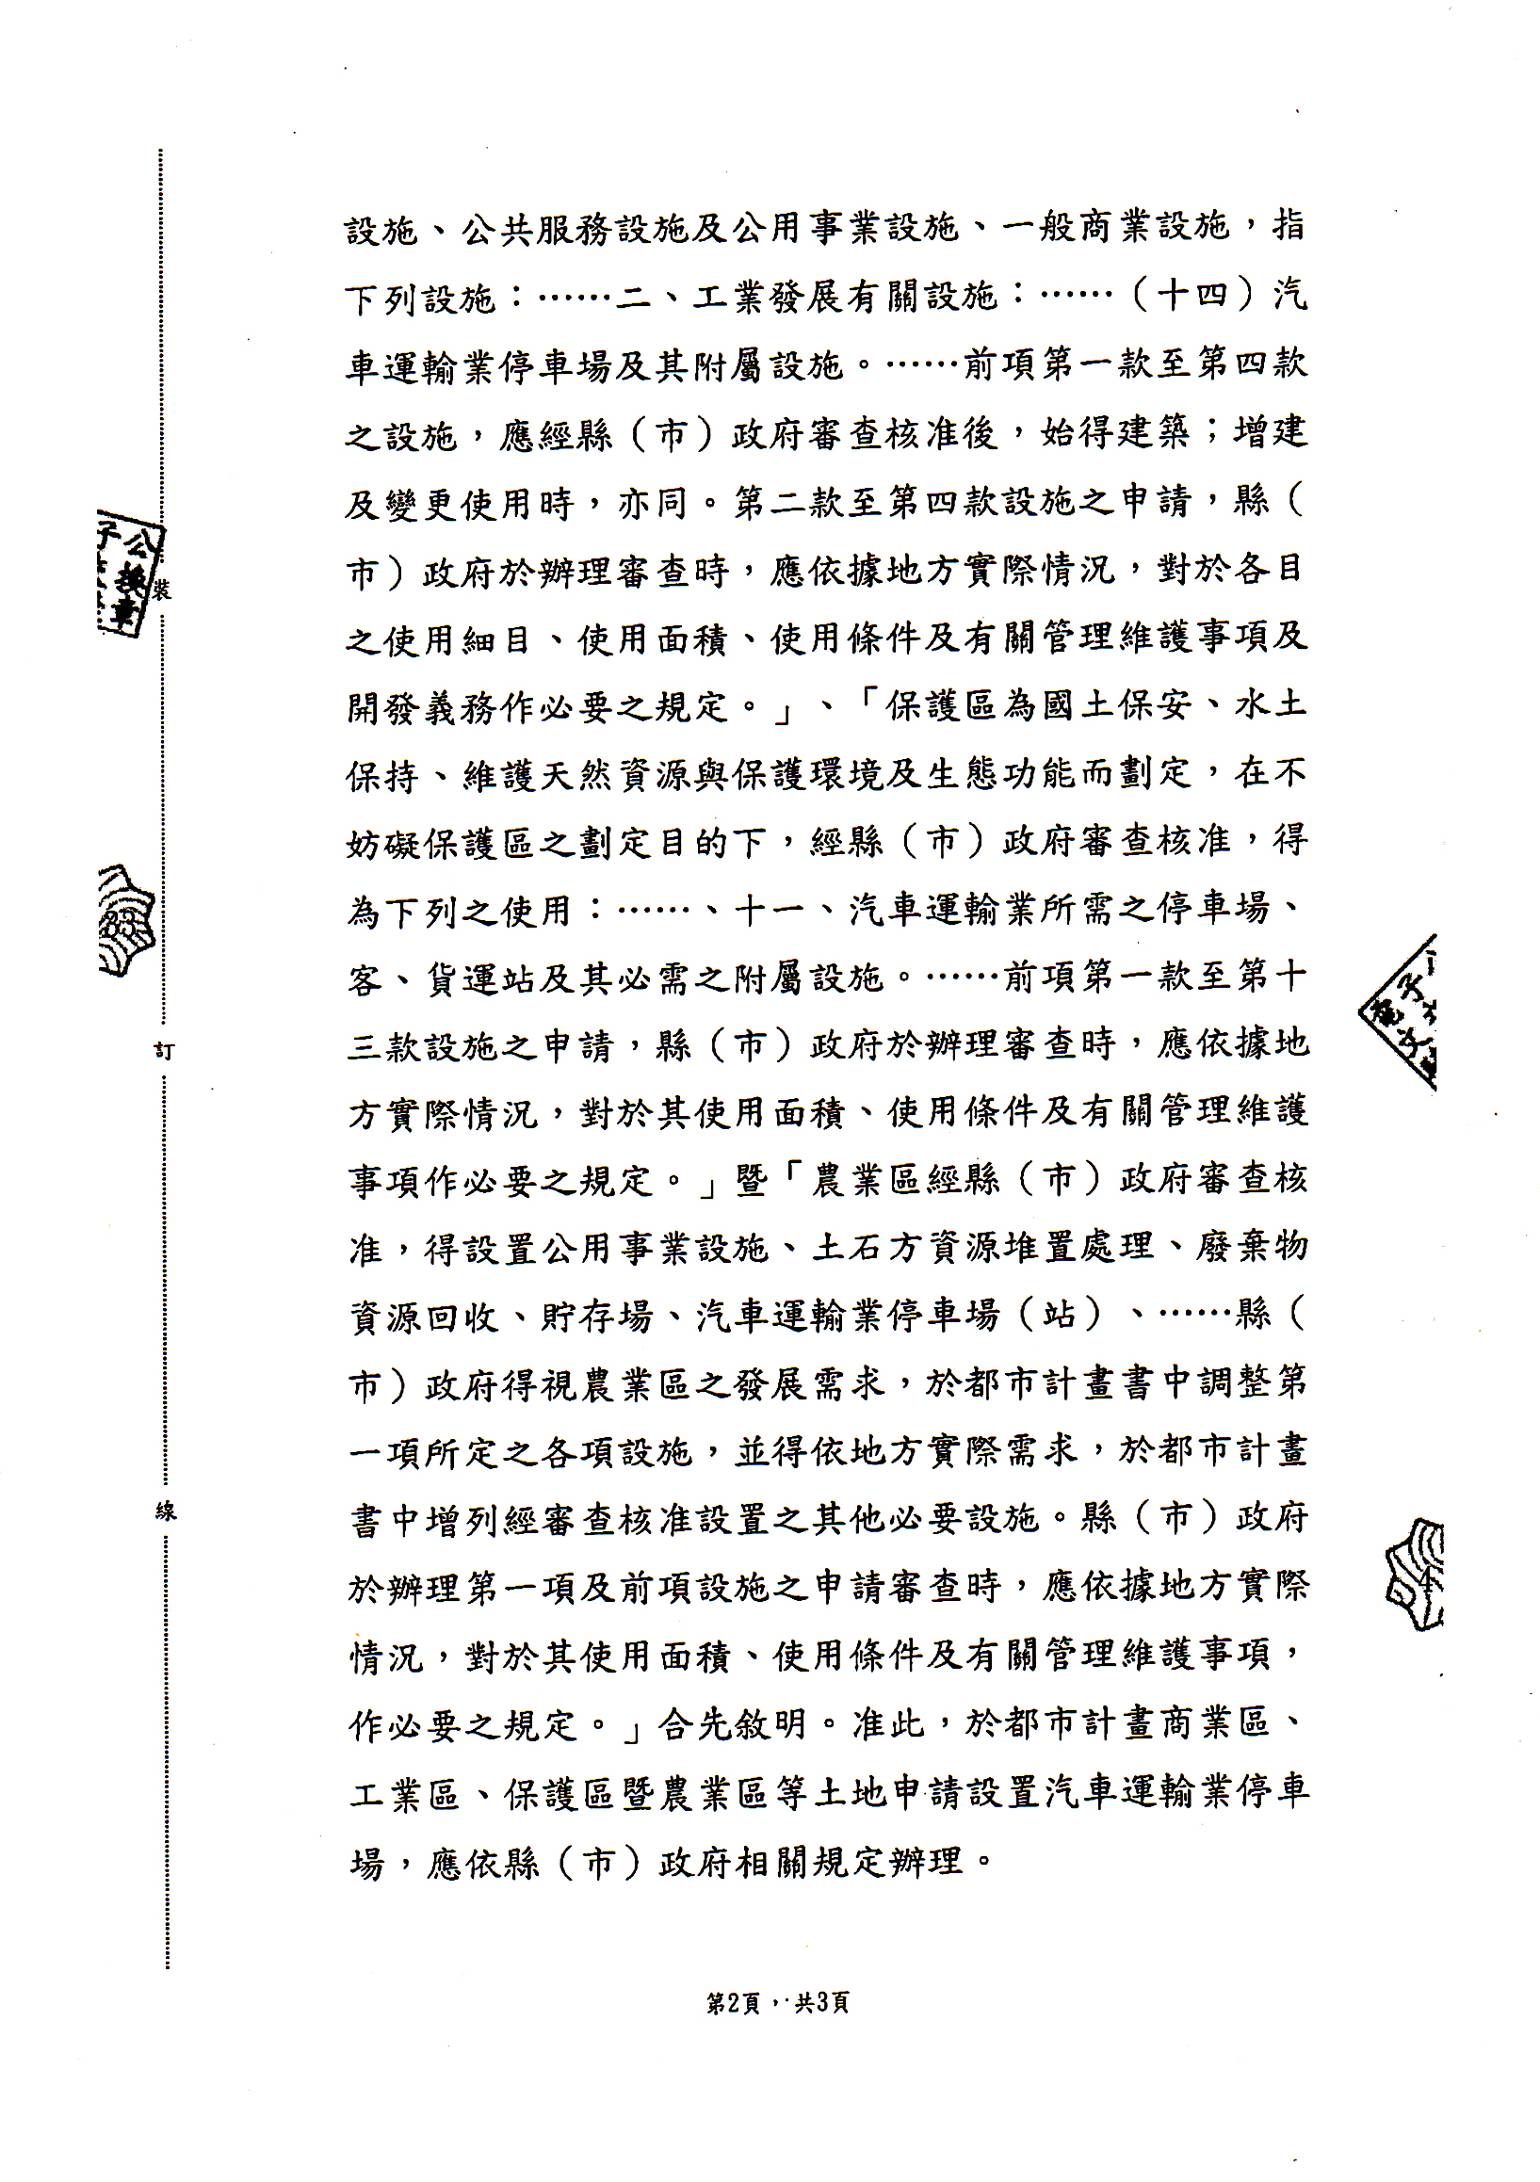 設施、公共服務設施及公用事業設施、一般商業設施，指
下列設施：……二、工業發展有關設施：……（十四）汽
車運輸業停車場及其附屬設施。……前項第一款至第四款
之設施，應經縣（市）政府審查核准後，始得建築；增建
及變更使用時，亦同。第二款至第四款設施之申請，縣（
市）政府於辦理審查時，應依據地方實際情況，對於各目
之使用細目、使用面積、使用條件及有關管理維護事項及
開發義務作必要之規定。」、「保護區為國土保安、水土
保持、維護天然資源與保護環境及生態功能而劃定，在不
妨礙保護區之劃定目的下，經縣（市）政府審查核准，得
為下列之使用：……、十一、汽車運輸業所需之停車場、
客、貨運站及其必需之附屬設施。……前項第一款至第十
三款設施之申請，縣（市）政府於辦理審查時，應依據地
方實際情況，對於其使用面積、使用條件及有關管理維護
事項作必要之規定。」暨「農業區經縣（市）政府審查核
准，得設置公用事業設施、土石方資源堆置處理、廢棄物
資源回收、貯存場、汽車運輸業停車場（站）、……縣（
市）政府得視農業區之發展需求，於都市計畫書中調整第
一項所定之各項設施，並得依地方實際需求，於都市計畫
書中增列經審查核准設置之其他必要設施。縣（市）政府
於辦理第一項及前項設施之申請審查時，應依據地方實際
情況，對於其使用面積、使用條件及有關管理維護事項，
作必要之規定。」合先敘明。准此，於都市計畫商業區、
工業區、保護區暨農業區等土地申請設置汽車運輸業停車
場，應依縣（市）政府相關規定辦理。
第2頁，共3頁
裝
訂
線
子公
換章
83
子
電子